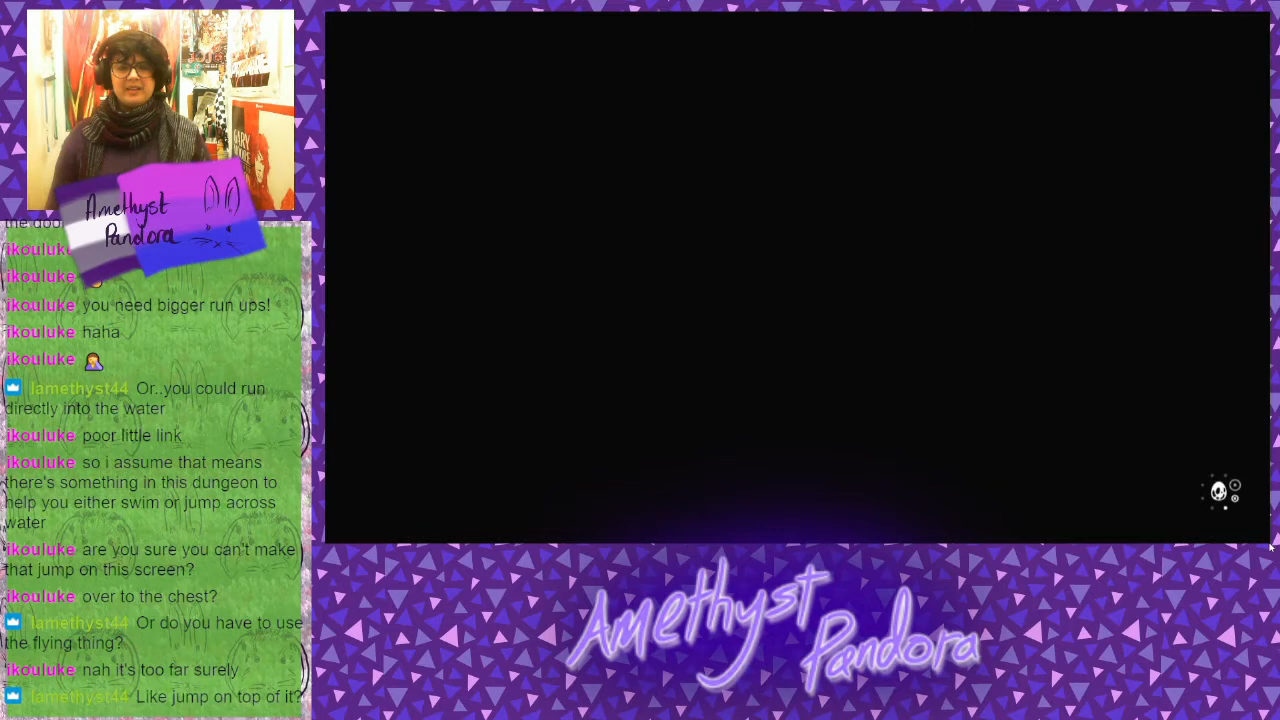 GARY
Amethyst
Pandora
the doo
ikouluke
ikouluke
ikouluke you need bigger run ups!
ikouluke haha
ikouluke
lamethyst44 Or..you could run
directly into the water
ikouluke poor little link
ikouluke so i assume that means
there's something in this dungeon to
help you either swim or jump across
water
ikouluke are you sure you can't make
that jump on this screen?
ikouluke over to the chest?
lamethyst44 Or do you have to use
the flying thing?
ikouluke nah it's too far surely
lamethyst44 Like jump on top of it?
Amethyst
Pandora